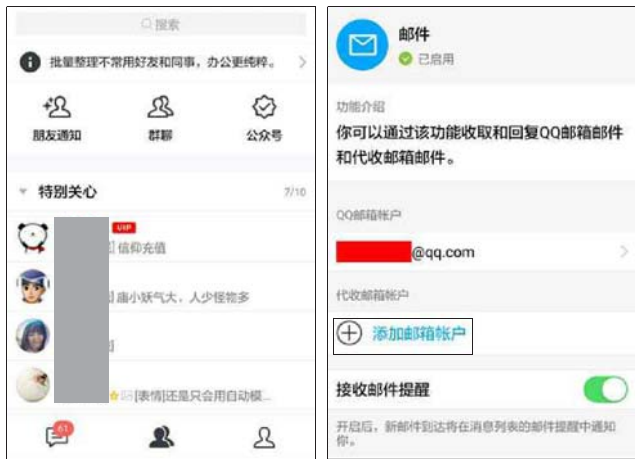 搜索
批量整理不常用好友和同事，办公更纯粹。
朋友通知
群聊
公众号
特别关心
7/10
VIP
信仰充值
庙小妖气大，人少怪物多
[表情]还是只会用自动模...
61
邮件
已启用
功能介绍
你可以通过该功能收取和回复QQ邮箱邮件
和代收邮箱邮件。
QQ邮箱帐户
@qq.com
代收邮箱帐户
添加邮箱帐户
接收邮件提醒
开启后，新邮件到达将在消息列表的邮件提醒中通知
你。